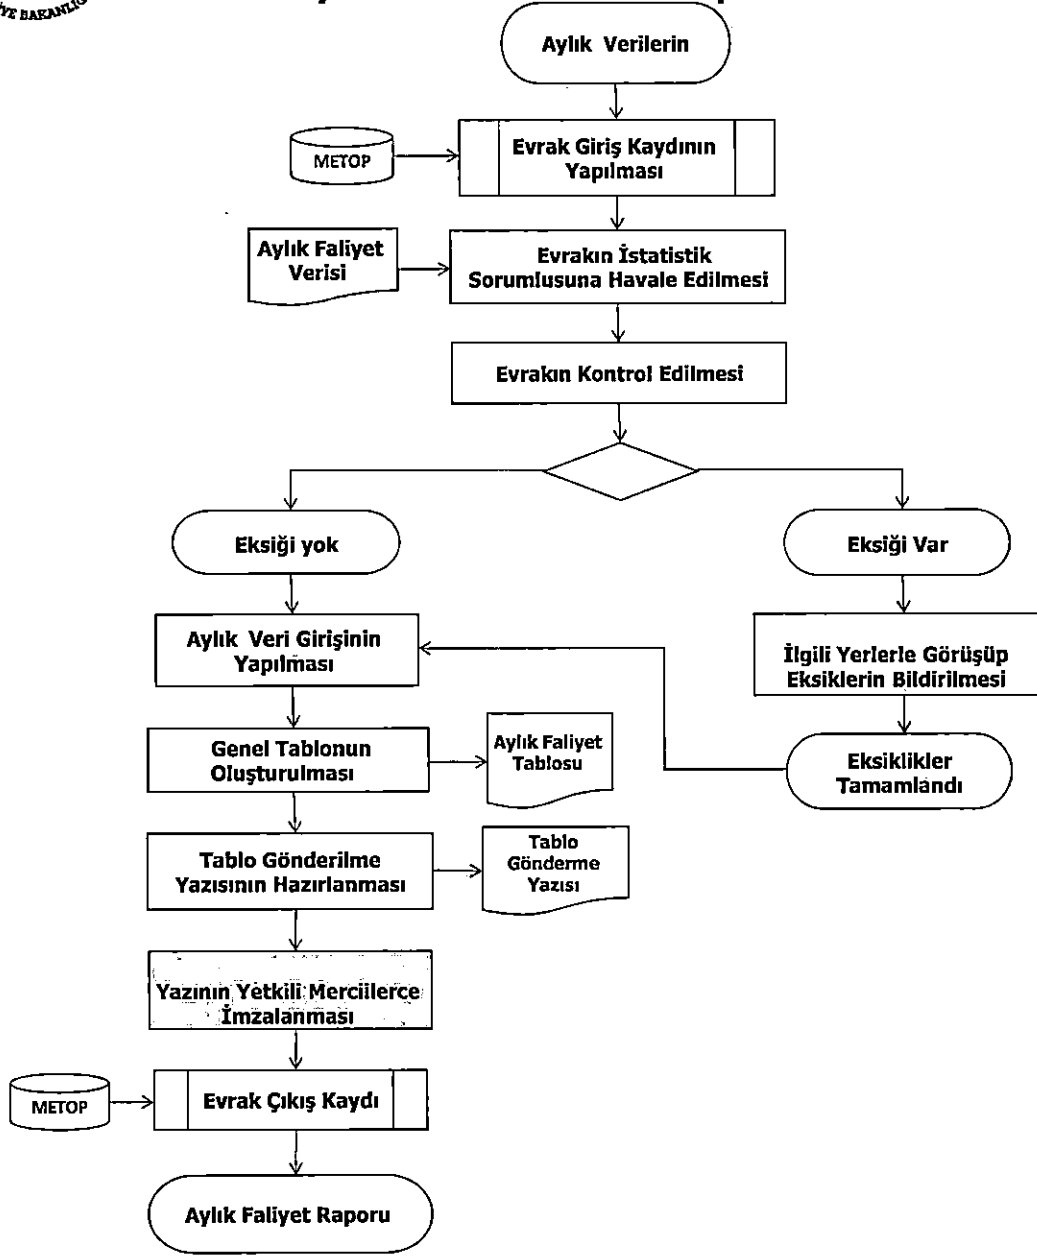 Aylık Verilerin
METOP
Evrak Giriş Kaydının
Yapılması
Aylık Faliyet
Verisi
Evrakın İstatistik
Sorumlusuna Havale Edilmesi
Evrakın Kontrol Edilmesi
Eksiği yok
Eksiği Var
Aylık Veri Girişinin
Yapılması
İlgili Yerlerle Görüşüp
Eksiklerin Bildirilmesi
Genel Tablonun
Oluşturulması
Aylık Faliyet
Tablosu
Eksiklikler
Tamamlandı
Tablo Gönderilme
Yazısının Hazırlanması
Tablo
Gönderme
Yazısı
Yazının Yetkili Merciilerce
İmzalanması
METOP
Evrak Çıkış Kaydı
Aylık Faliyet Raporu